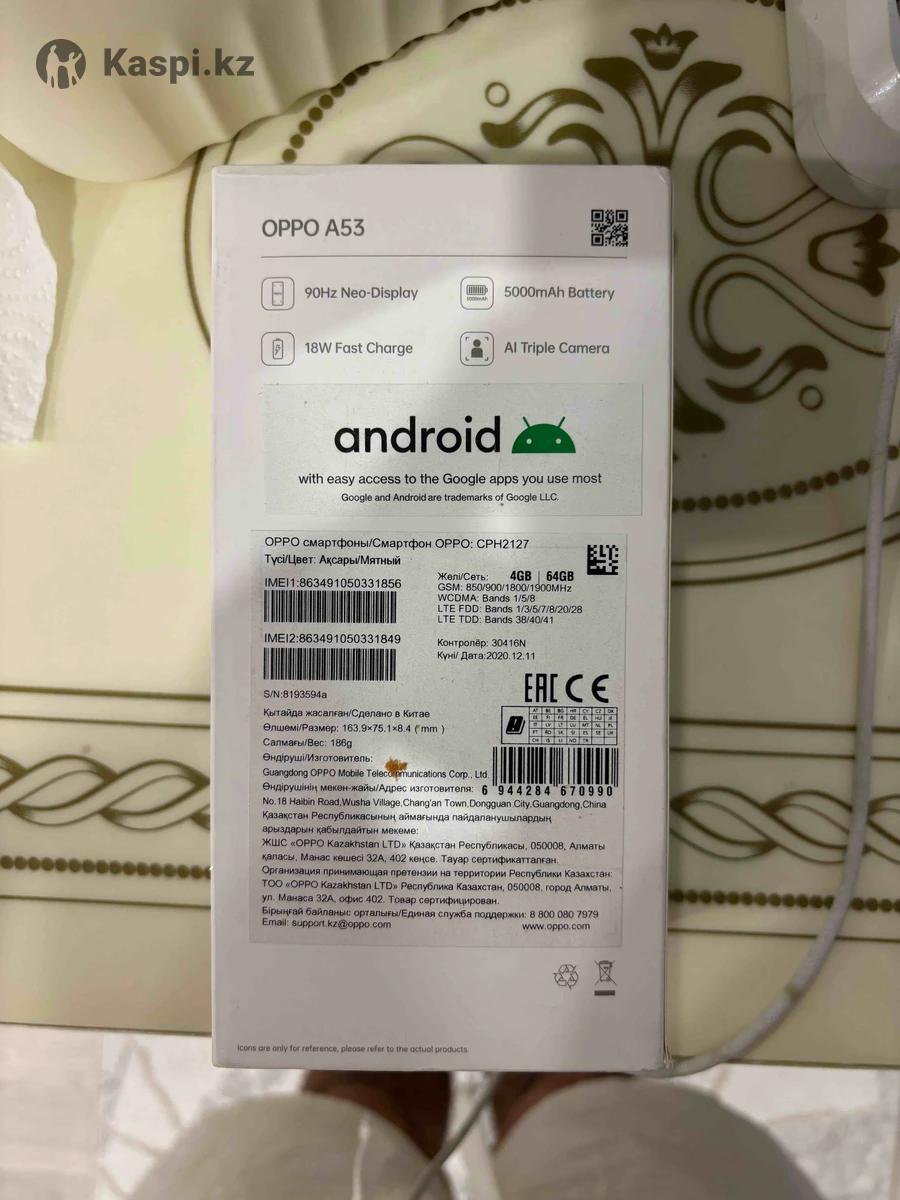 Kaspi.kz
OPPO A53
90Hz Neo-Display
5000mAh Battery
18W Fast Charge
AI Triple Camera
android
with easy access to the Google apps you use most
Google and Android are trademarks of Google LLC.
OPPO смартфоны/Смартфон OPPO: CPH2127
Түсі/Цвет: Ақсары/Мятный
IMEI1:863491050331856
IMEI2:863491050331849
S/N:8193594a
Желі/Сеть: 4GB | 64GB
GSM: 850/900/1800/1900MHz
WCDMA: Bands 1/5/8
LTE FDD: Bands 1/3/5/7/8/20/28
LTE TDD: Bands 38/40/41
Контролёр: 30416N
Күні/ Дата:2020.12.11
EAC CE
Қытайда жасалған/Сделано в Китае
Өлшемі/Размер: 163.9×75.1×8.4 (mm )
Салмағы/Вес: 186g
Өндіруші/Изготовитель:
Guangdong OPPO Mobile Telecommunications Corp., Ltd.
6 944284 670990
Өндірушінің мекен-жайы/Адрес изготовителя:
No.18 Haibin Road,Wusha Village,Chang'an Town,Dongguan City,Guangdong,China
Қазақстан Республикасының аймағында пайдаланушылардың
арыздарын қабылдайтын мекеме:
ЖШС «OPPO Kazakhstan LTD» Қазақстан Республикасы, 050008, Алматы
қаласы, Манас көшесі 32А, 402 кеңсе. Тауар сертификатталған.
Организация принимающая претензии на территории Республики Казахстан:
ТОО «OPPO Kazakhstan LTD» Республика Казахстан, 050008, город Алматы,
ул. Манаса 32А, офис 402. Товар сертифицирован.
Бірыңғай байланыс орталығы/Единая служба поддержки: 8 800 080 7979
Email: support.kz@oppo.com
www.oppo.com
Icons are only for reference, please refer to the actual products.